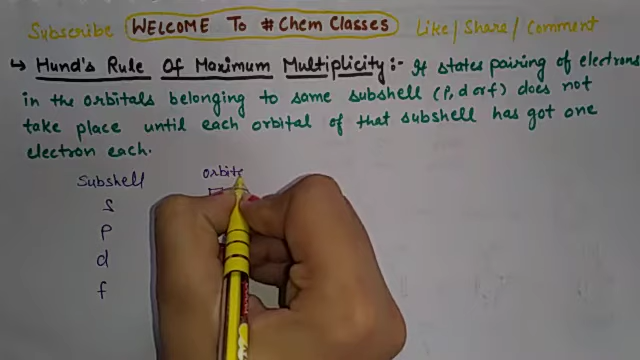 Subscribe WELCOME To #Chem Classes Like/Share/Comment
↳ Hund's Rule Of Maximum Multiplicity:- It states pairing of electrons
in the orbitals belonging to same subshell (P, d or f) does not
take place until each orbital of that subshell has got one
electron each.
Subshell Orbite
S
P
d
f